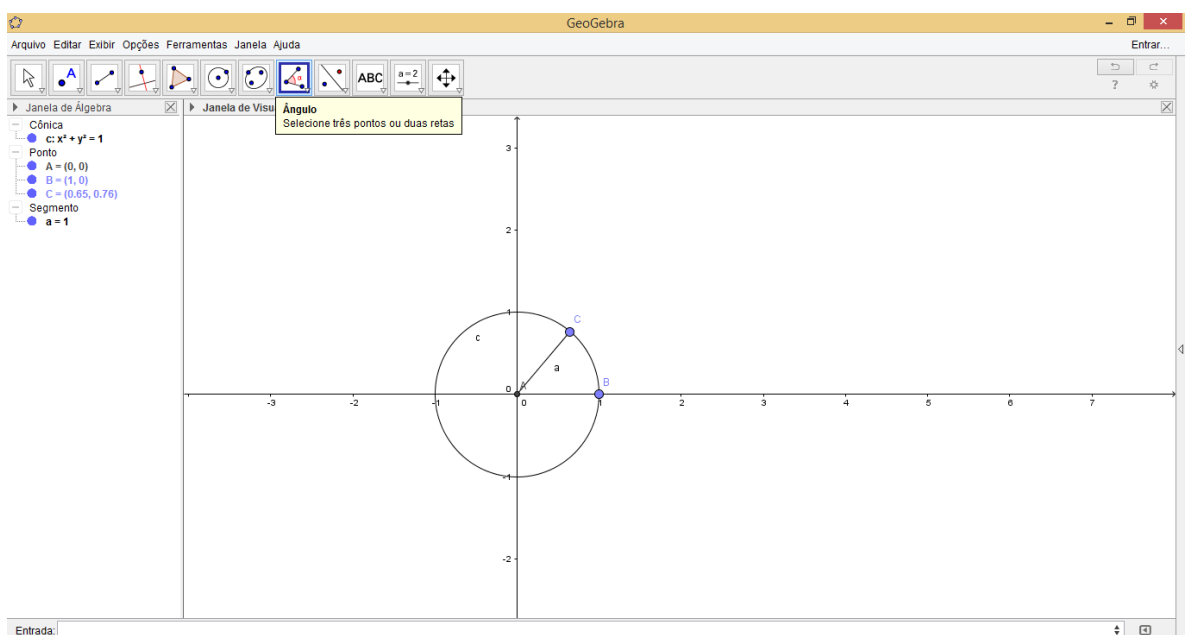 GeoGebra
Arquivo Editar Exibir Opções Ferramentas Janela Ajuda
Entrar...
A
α
ABC
a=2
?
Janela de Álgebra
Janela de Visu
Ângulo
Selecione três pontos ou duas retas
Cônica
c: x² + y² = 1
Ponto
A = (0, 0)
B = (1, 0)
C = (0.65, 0.76)
Segmento
a = 1
3
2
1
C
c
a
B
0
A
-3
-2
-1
0
1
2
3
4
5
6
7
-1
-2
Entrada: